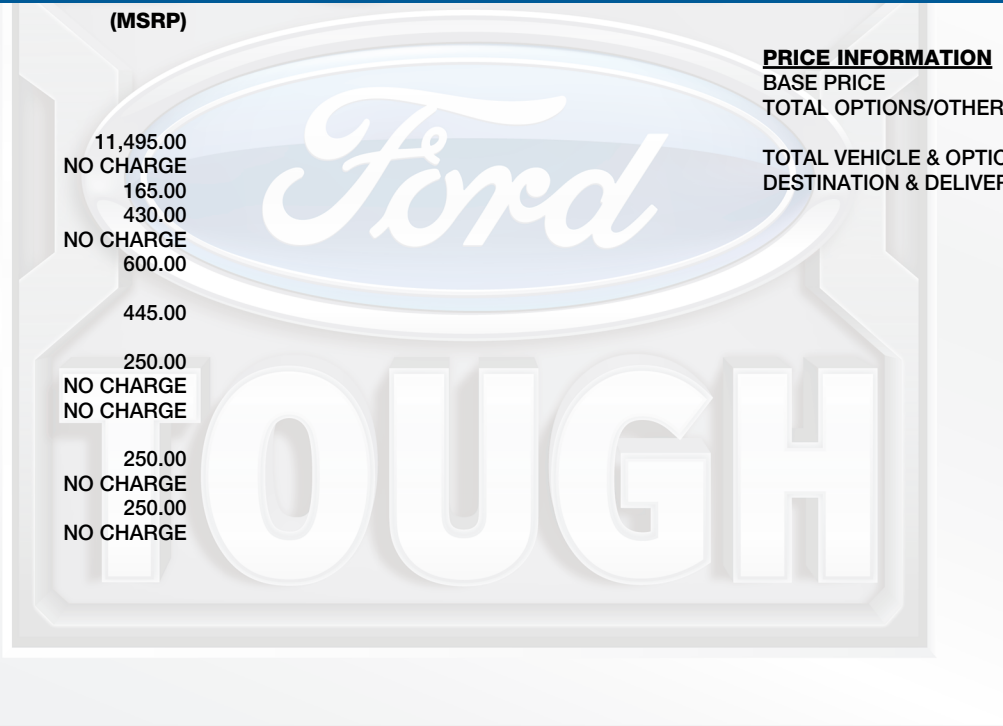 (MSRP)
11,495.00
NO CHARGE
165.00
430.00
NO CHARGE
600.00
445.00
250.00
NO CHARGE
NO CHARGE
250.00
NO CHARGE
250.00
NO CHARGE
PRICE INFORMATION
BASE PRICE
TOTAL OPTIONS/OTHER
TOTAL VEHICLE & OPTIO
DESTINATION & DELIVER
Ford
TOUGH